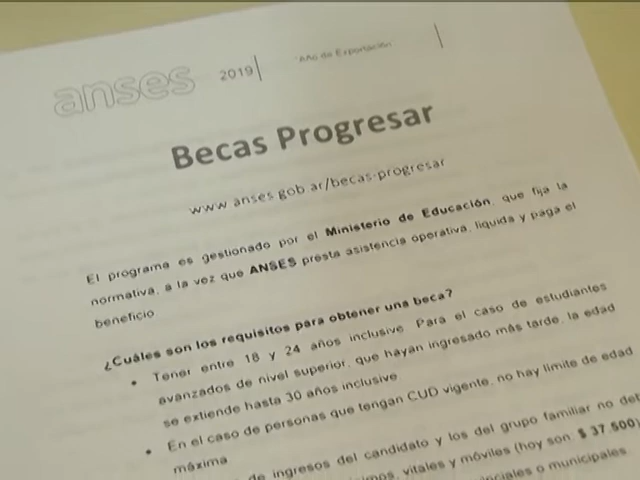 anses 2019 Año de Exportación
Becas Progresar
www.anses.gob.ar/becas-progresar
El programa es gestionado por el Ministerio de Educación, que fija la
normativa, a la vez que ANSES presta asistencia operativa, liquida y paga el
beneficio
¿Cuáles son los requisitos para obtener una beca?
• Tener entre 18 y 24 años inclusive. Para el caso de estudiantes
avanzados de nivel superior, que hayan ingresado más tarde, la edad
se extiende hasta 30 años inclusive
• En el caso de personas que tengan CUD vigente, no hay límite de edad
máxima
de ingresos del candidato y los del grupo familiar no
vitales y móviles (hoy son: $ 37.500)
o municipales